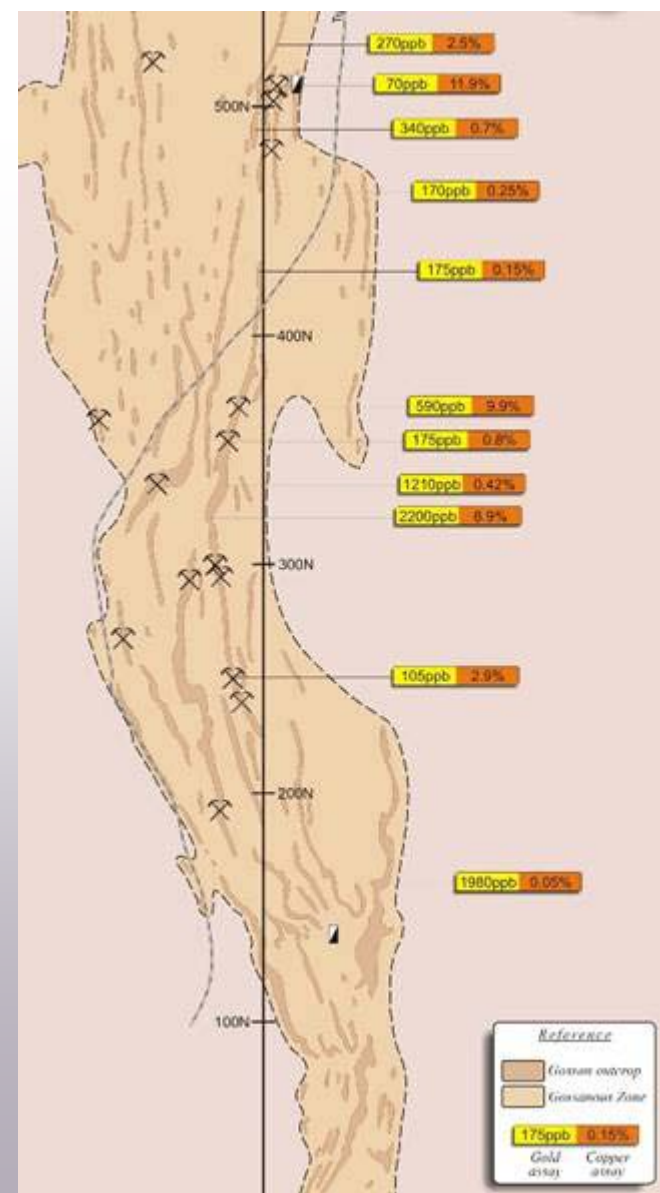 270ppb 2.5%
70ppb 11.9%
500N
340ppb 0.7%
170ppb 0.25%
175ppb 0.15%
400N
590ppb 9.9%
175ppb 0.8%
1210ppb 0.42%
2200ppb 8.9%
300N
105ppb 2.9%
200N
1980ppb 0.05%
100N
Reference
Gossan outcrop
Gossanous Zone
175ppb 0.15%
Gold Copper
assay assay